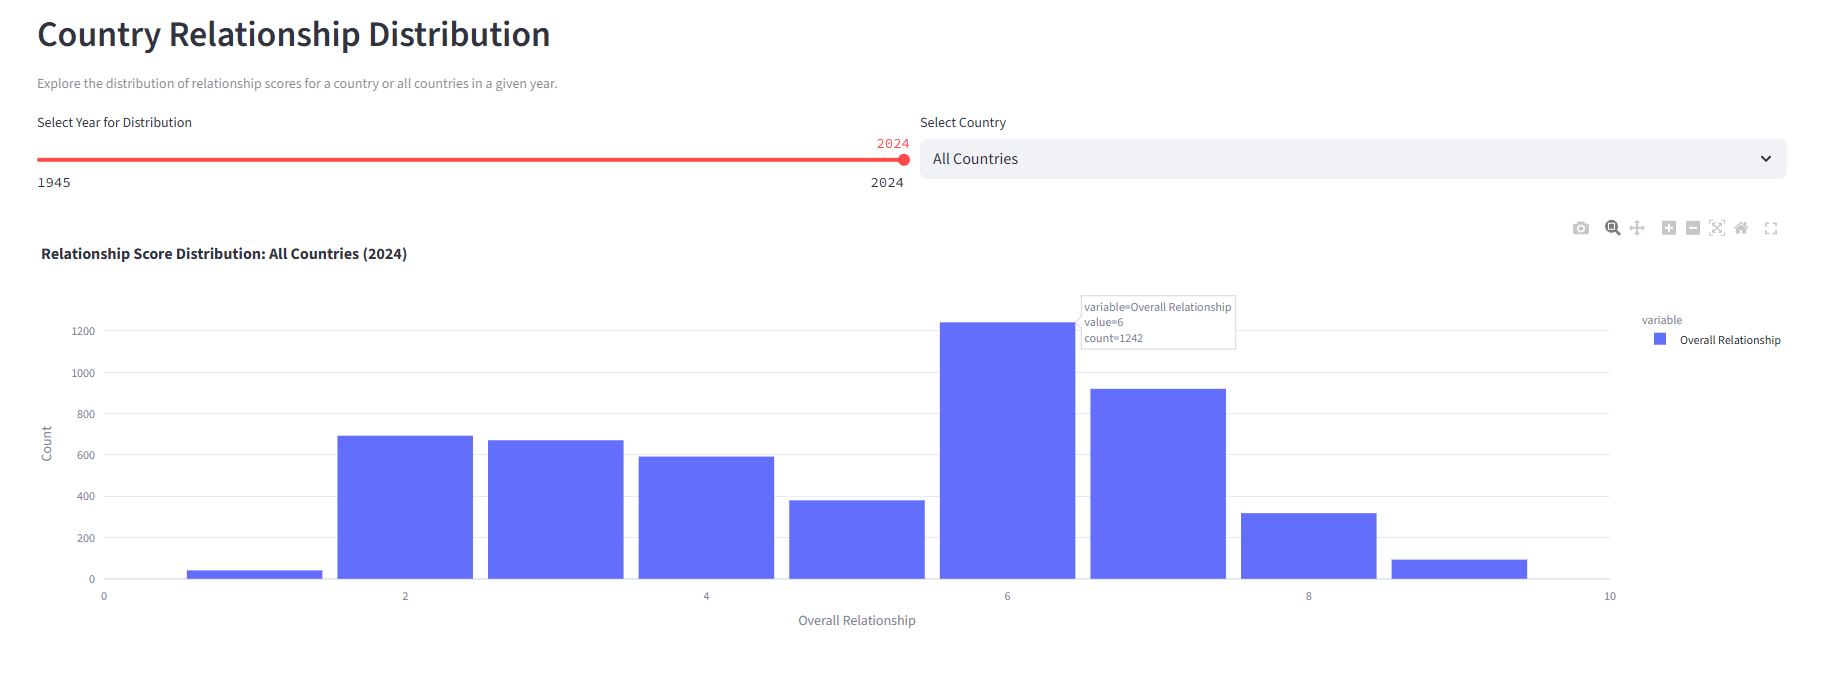 Country Relationship Distribution
Explore the distribution of relationship scores for a country or all countries in a given year.
Select Year for Distribution
2024
1945
2024
Select Country
All Countries
Relationship Score Distribution: All Countries (2024)
variable=Overall Relationship
value=6
count=1242
variable
Overall Relationship
Count
1200
1000
800
600
400
200
0
0
2
4
6
8
10
Overall Relationship